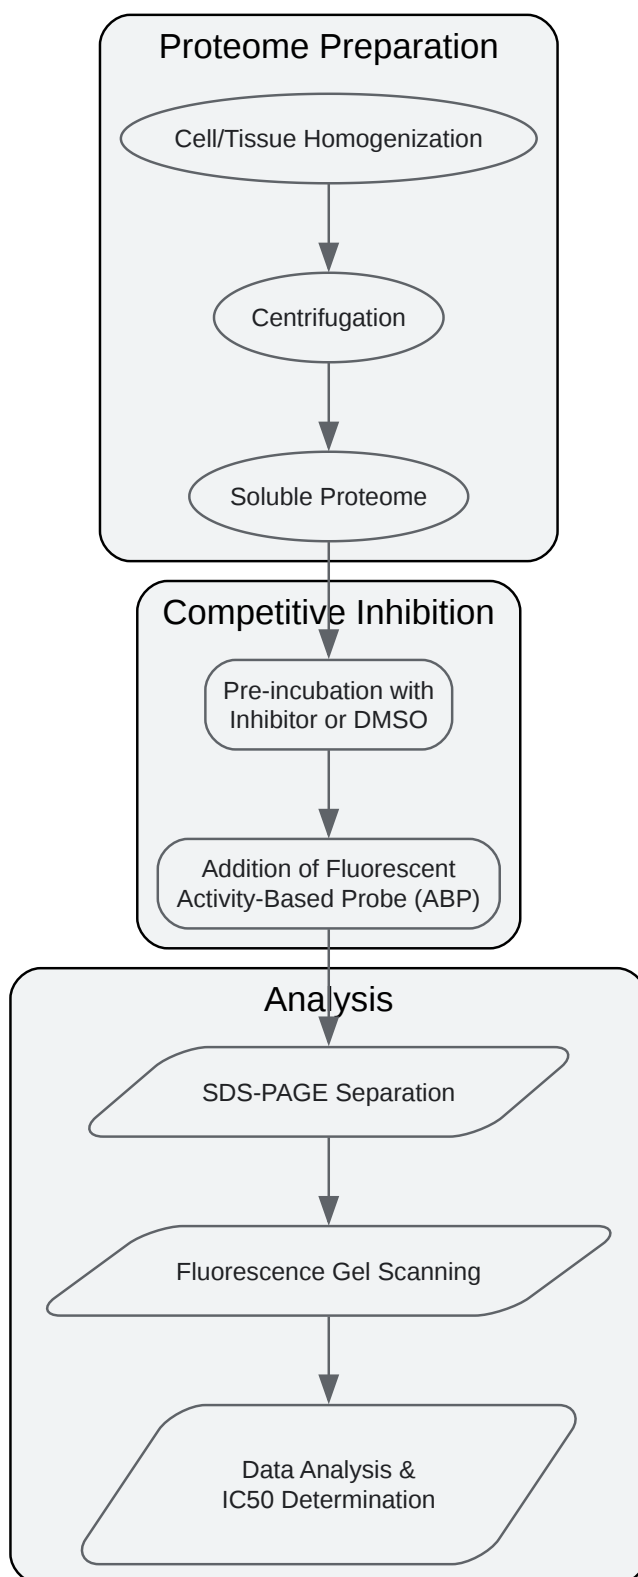 Proteome Preparation
Cell/Tissue Homogenization
Centrifugation
Soluble Proteome
Competitive Inhibition
Pre-incubation with
Inhibitor or DMSO
Addition of Fluorescent
Activity-Based Probe (ABP)
Analysis
SDS-PAGE Separation
Fluorescence Gel Scanning
Data Analysis &
IC50 Determination